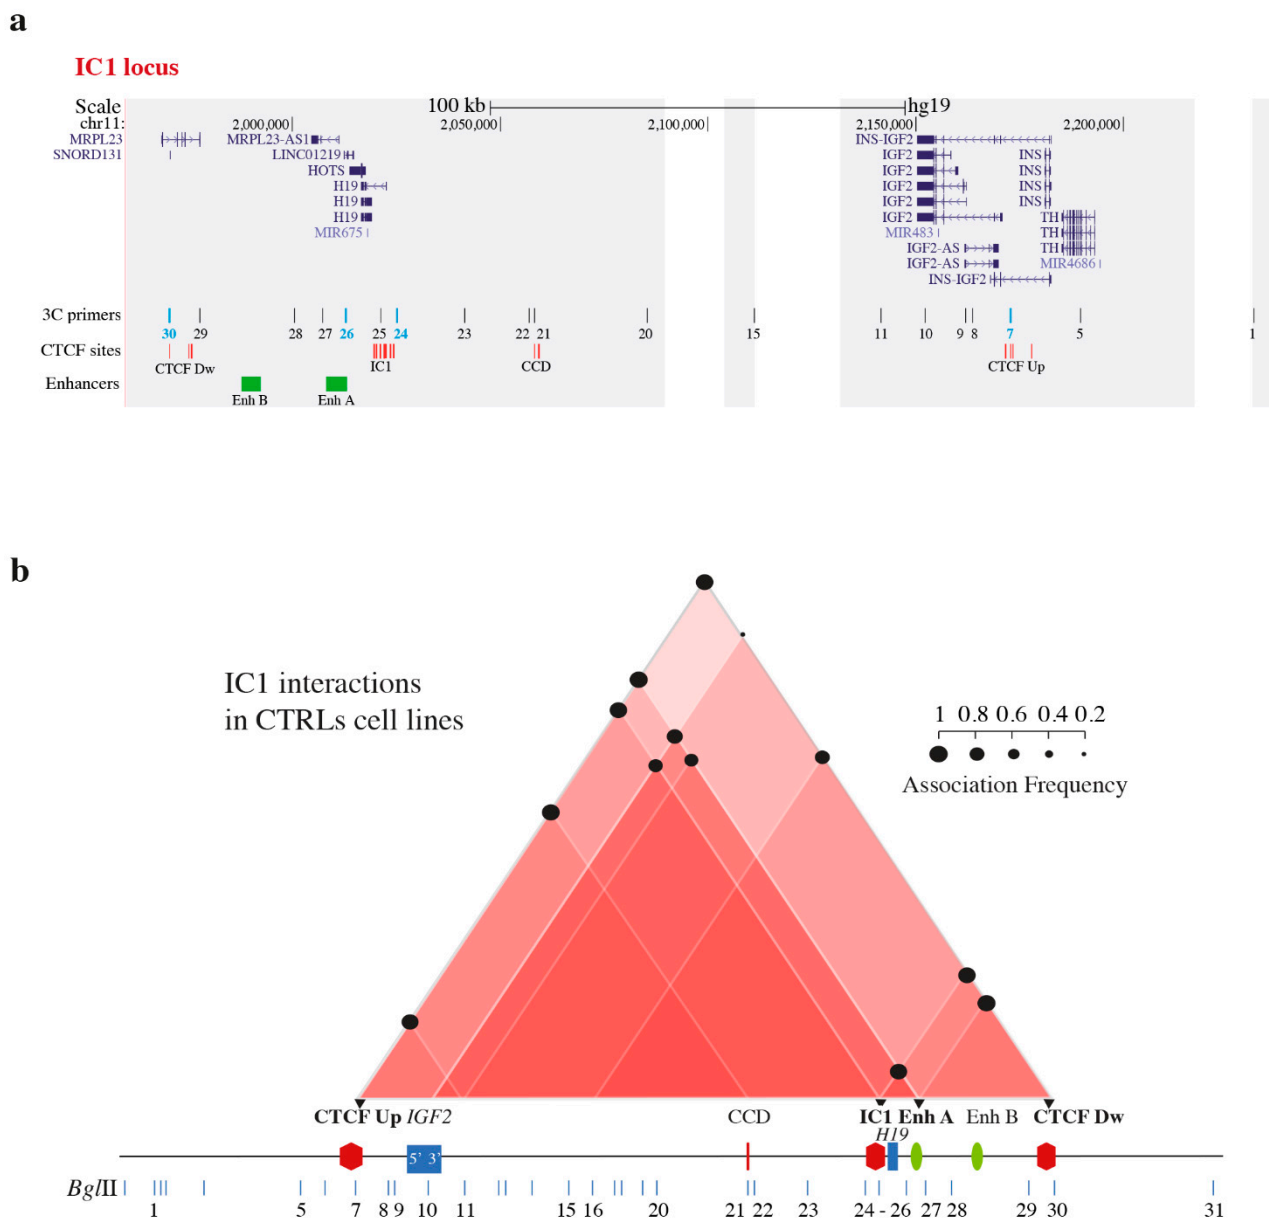 a
IC1 locus
Scale 100 kb hg19
chr11: 2,000,000 2,050,000 2,100,000 2,150,000 2,200,000
MRPL23 MRPL23-AS1 INS-IGF2
SNORD131 LINC01219 IGF2 INS
HOTS IGF2 INS
H19 IGF2 INS
H19 IGF2 INS
H19 IGF2 TH
MIR675 MIR483 TH
IGF2-AS TH
IGF2-AS MIR4686
INS-IGF2
3C primers
30 29 28 27 26 25 24 23 22 21 20 15 11 10 9 8 7 5 1
CTCF sites
CTCF Dw IC1 CCD CTCF Up
Enhancers
Enh B Enh A
b
IC1 interactions
in CTRLs cell lines
1 0.8 0.6 0.4 0.2
Association Frequency
CTCF Up IGF2 CCD IC1 Enh A Enh B CTCF Dw
H19
5' 3'
BglII
1 5 7 8 9 10 11 15 16 20 21 22 23 24 - 26 27 28 29 30 31